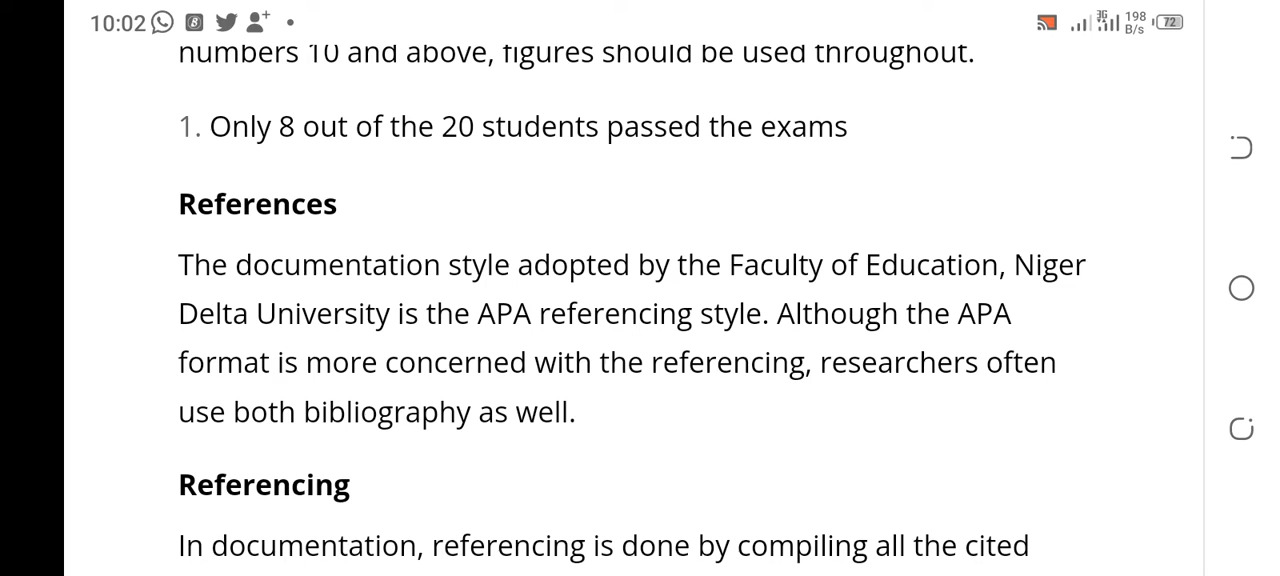 10:02
3G 198 B/s 72
numbers 10 and above, figures should be used throughout.
1. Only 8 out of the 20 students passed the exams
References
The documentation style adopted by the Faculty of Education, Niger
Delta University is the APA referencing style. Although the APA
format is more concerned with the referencing, researchers often
use both bibliography as well.
Referencing
In documentation, referencing is done by compiling all the cited